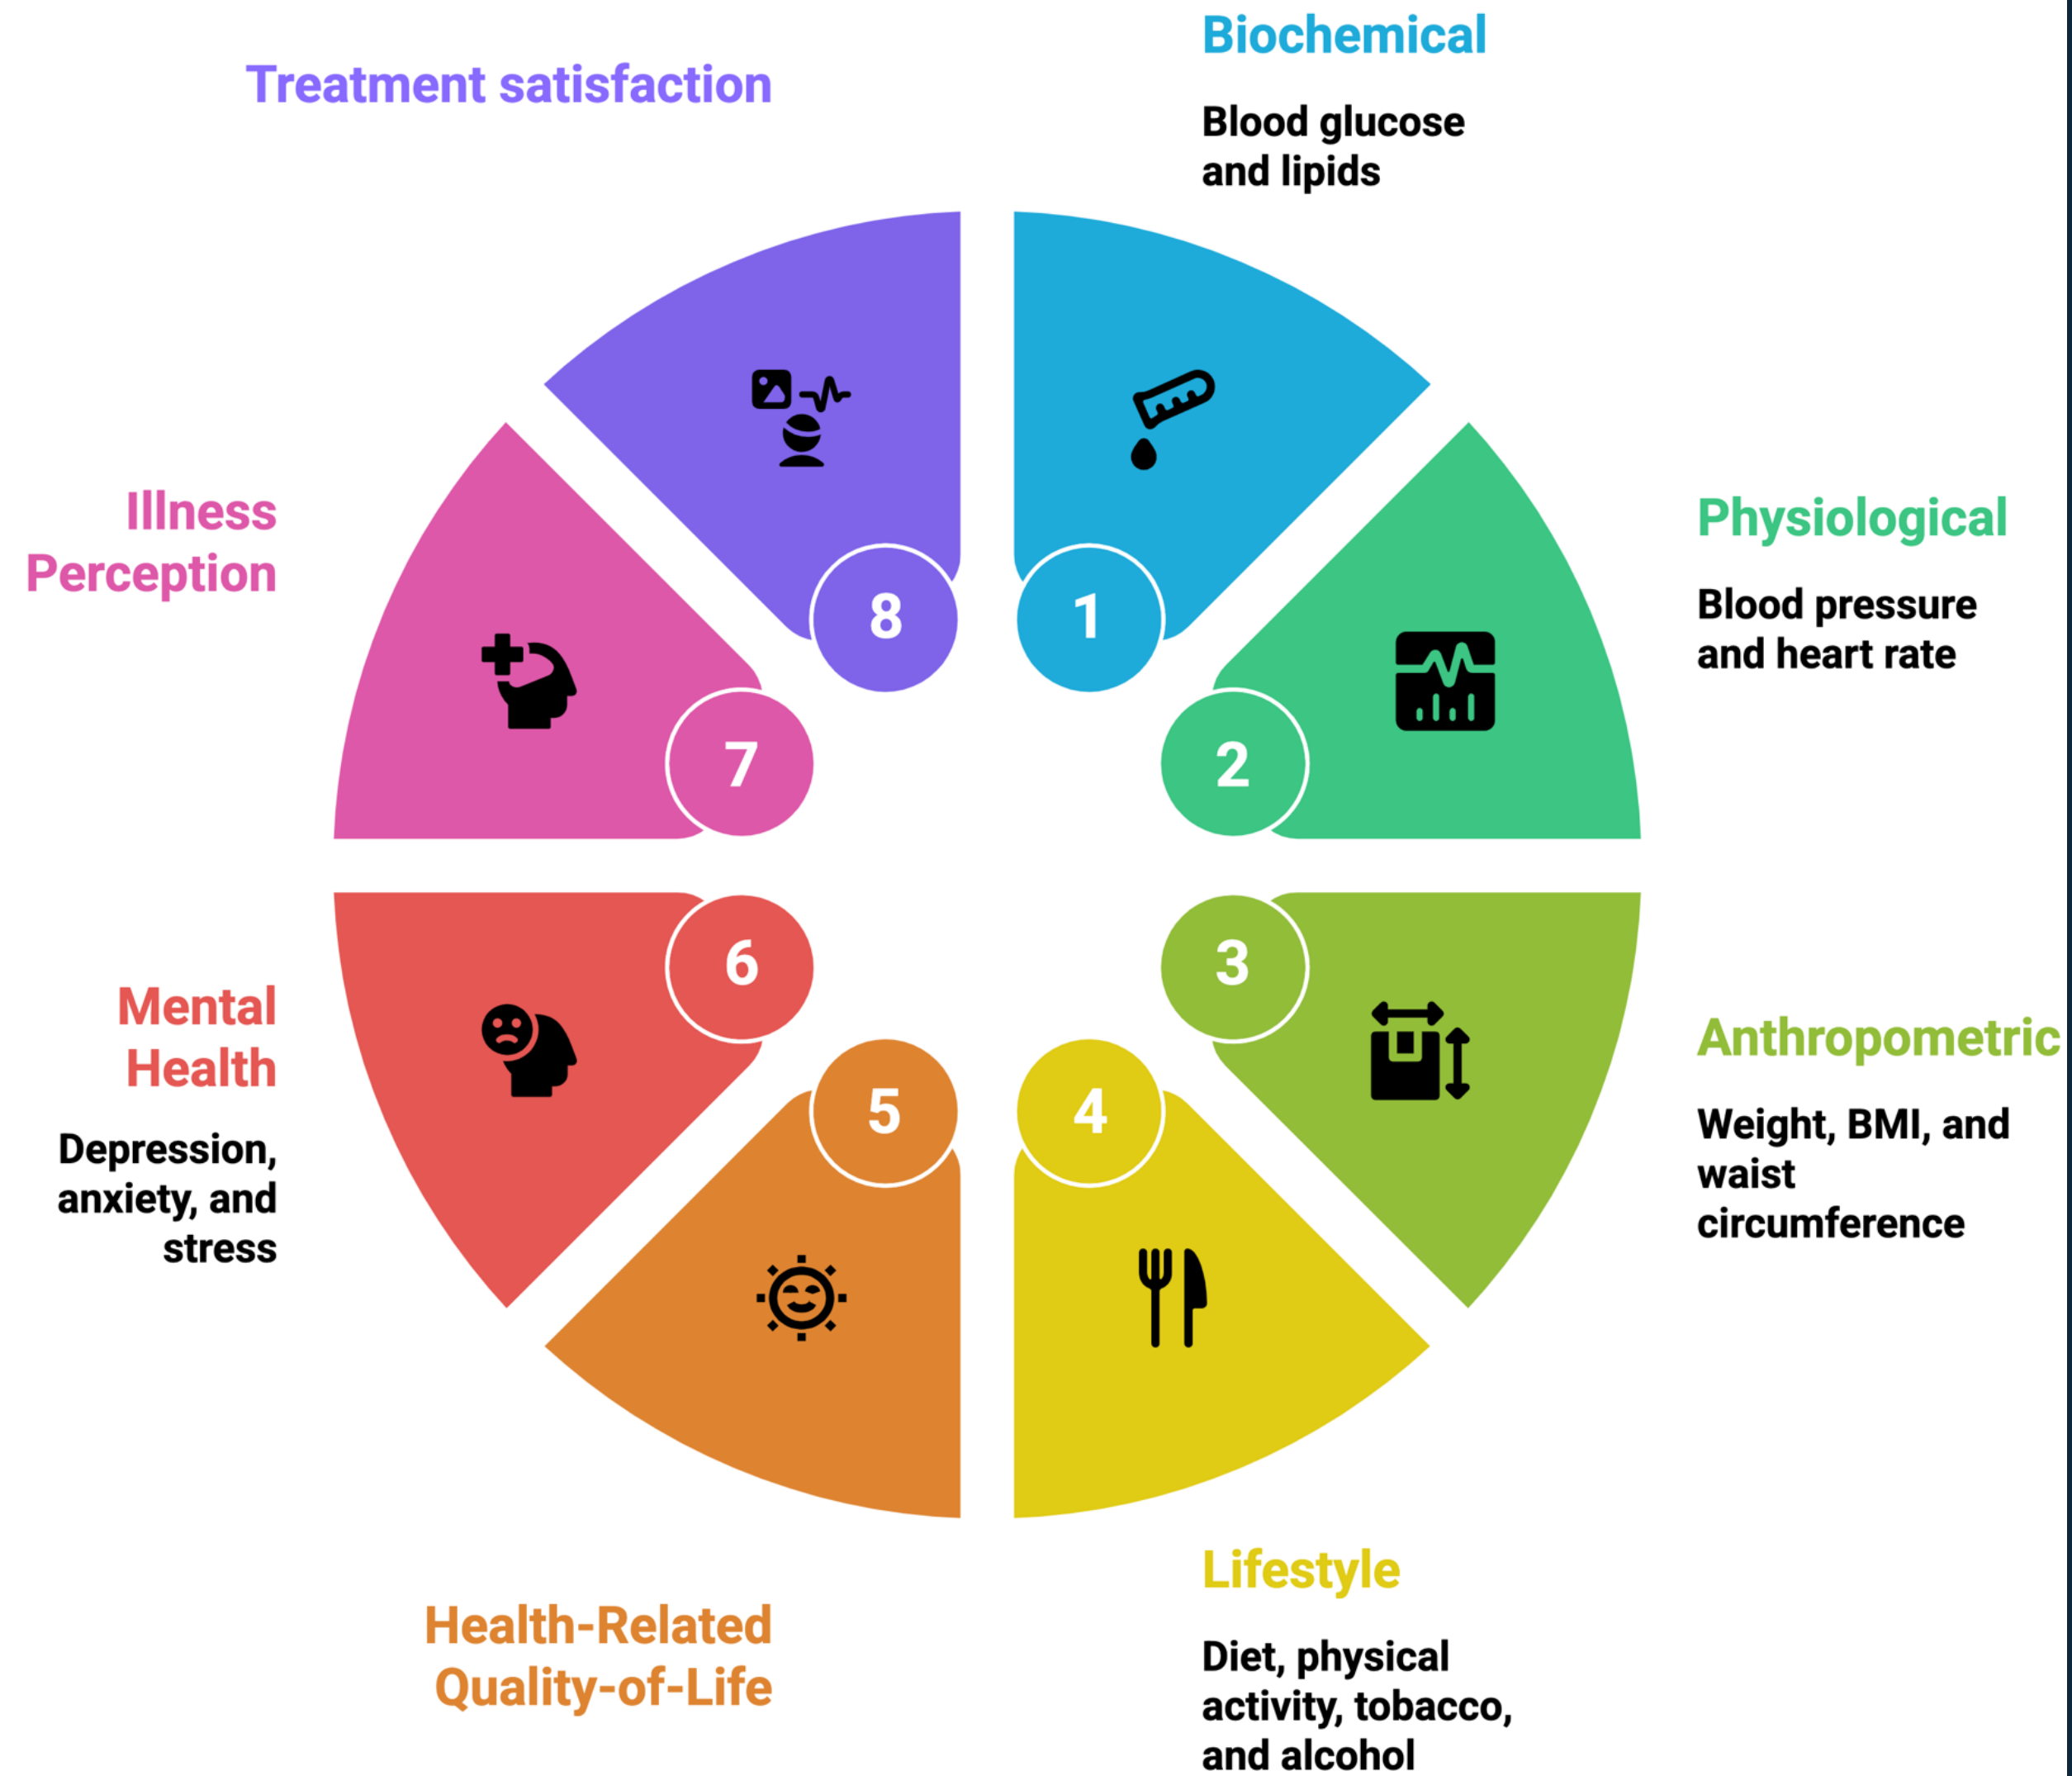 Biochemical
Blood glucose
and lipids
1
Physiological
Blood pressure
and heart rate
2
Anthropometric
Weight, BMI, and
waist
circumference
3
Lifestyle
Diet, physical
activity, tobacco,
and alcohol
4
Health-Related
Quality-of-Life
5
Mental
Health
Depression,
anxiety, and
stress
6
Illness
Perception
7
Treatment satisfaction
8